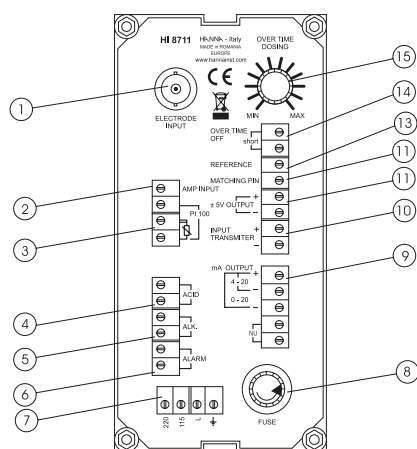 HI 8711
HANNA - Italy
MADE in ROMANIA
EUROPE
www.hannainst.com
OVER TIME
DOSING
CE
MIN
MAX
ELECTRODE
INPUT
OVER TIME
OFF
short
REFERENCE
MATCHING PIN
AMP INPUT
Pt 100
± 5V OUTPUT
+
−
INPUT
TRANSMITER
+
−
mA OUTPUT
+
4 - 20
−
0 - 20
−
NU
ACID
ALK.
ALARM
220
115
L
FUSE
1
2
3
4
5
6
7
8
9
10
11
11
13
14
15